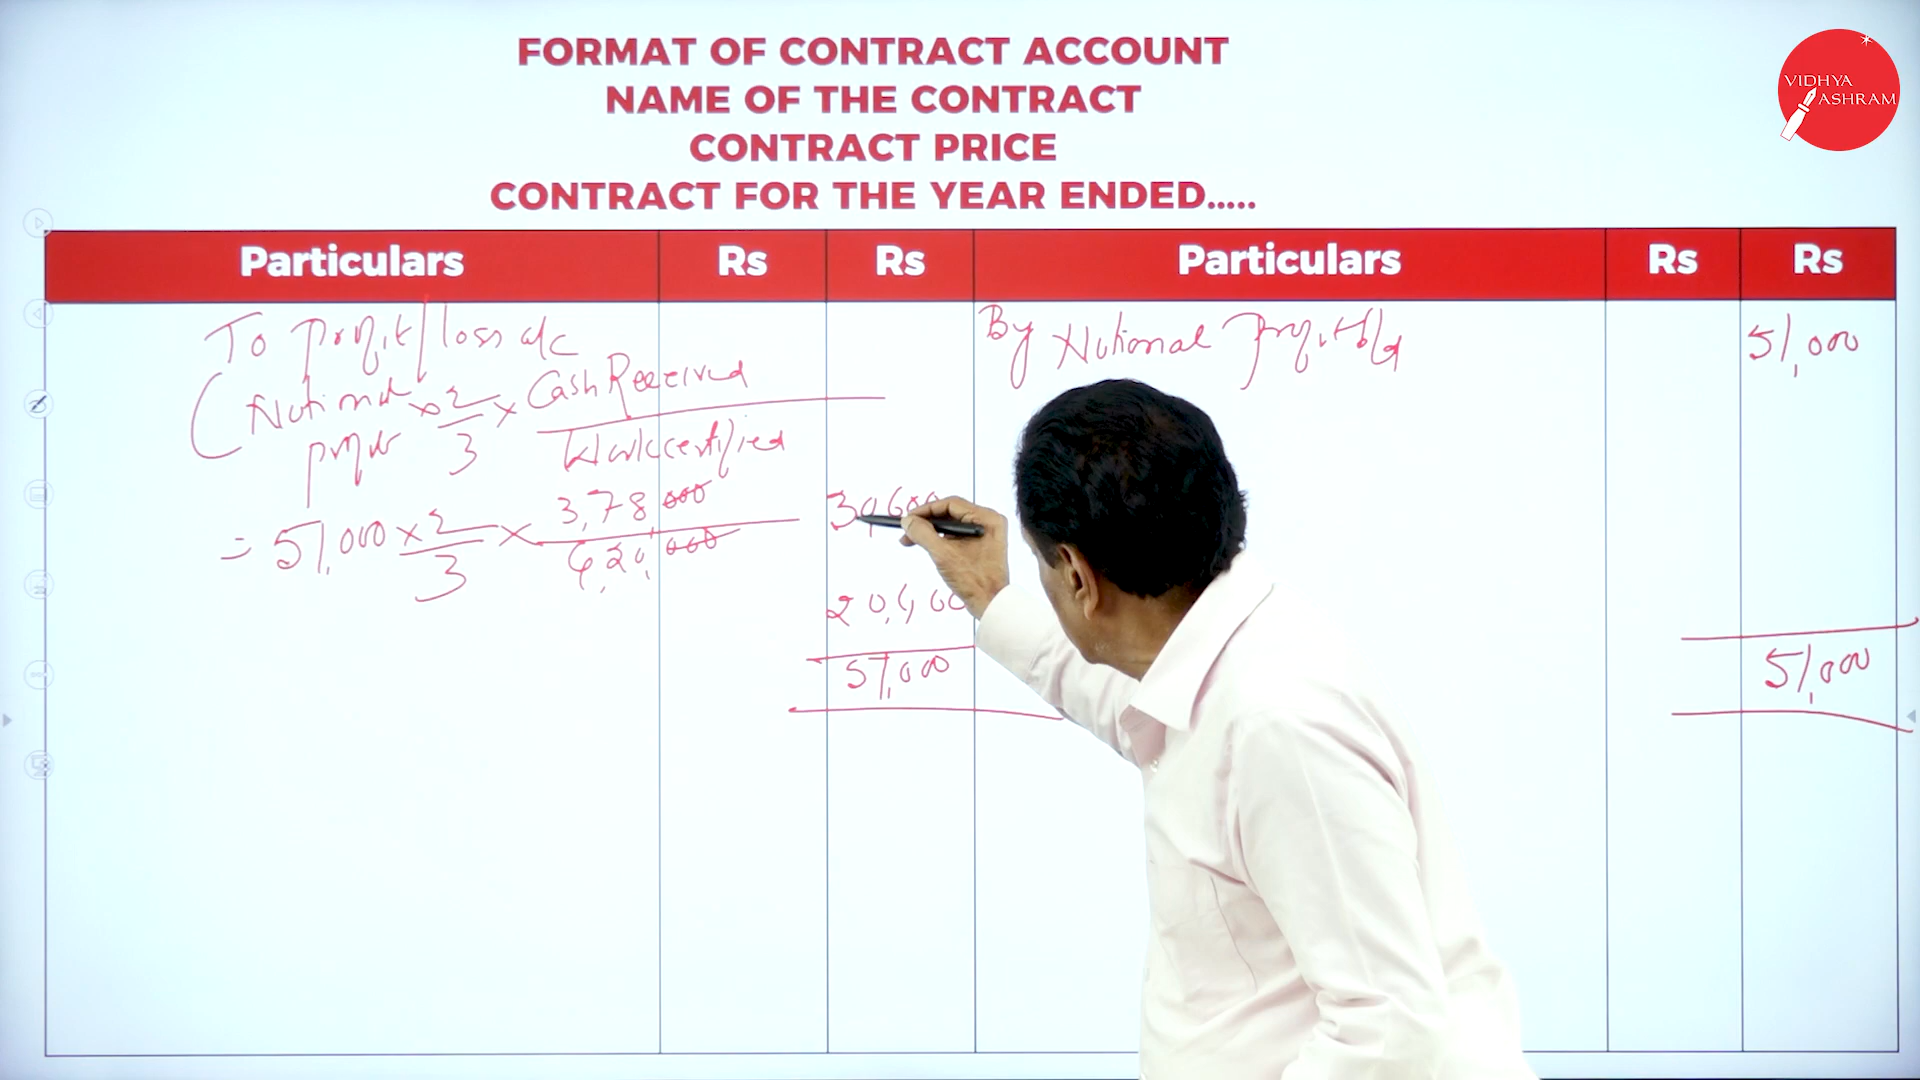 FORMAT OF CONTRACT ACCOUNT
NAME OF THE CONTRACT
CONTRACT PRICE
CONTRACT FOR THE YEAR ENDED.....
VIDHYA
ASHRAM
Particulars Rs Rs Particulars Rs Rs
To Profit/loss a/c
By Notional Profit b/d 51,000
(Notional profit × 2/3 × Cash Received / Work certified
= 51,000 × 2/3 × 3,78,000 / 6,20,000
30,600
20,400
51,000
51,000